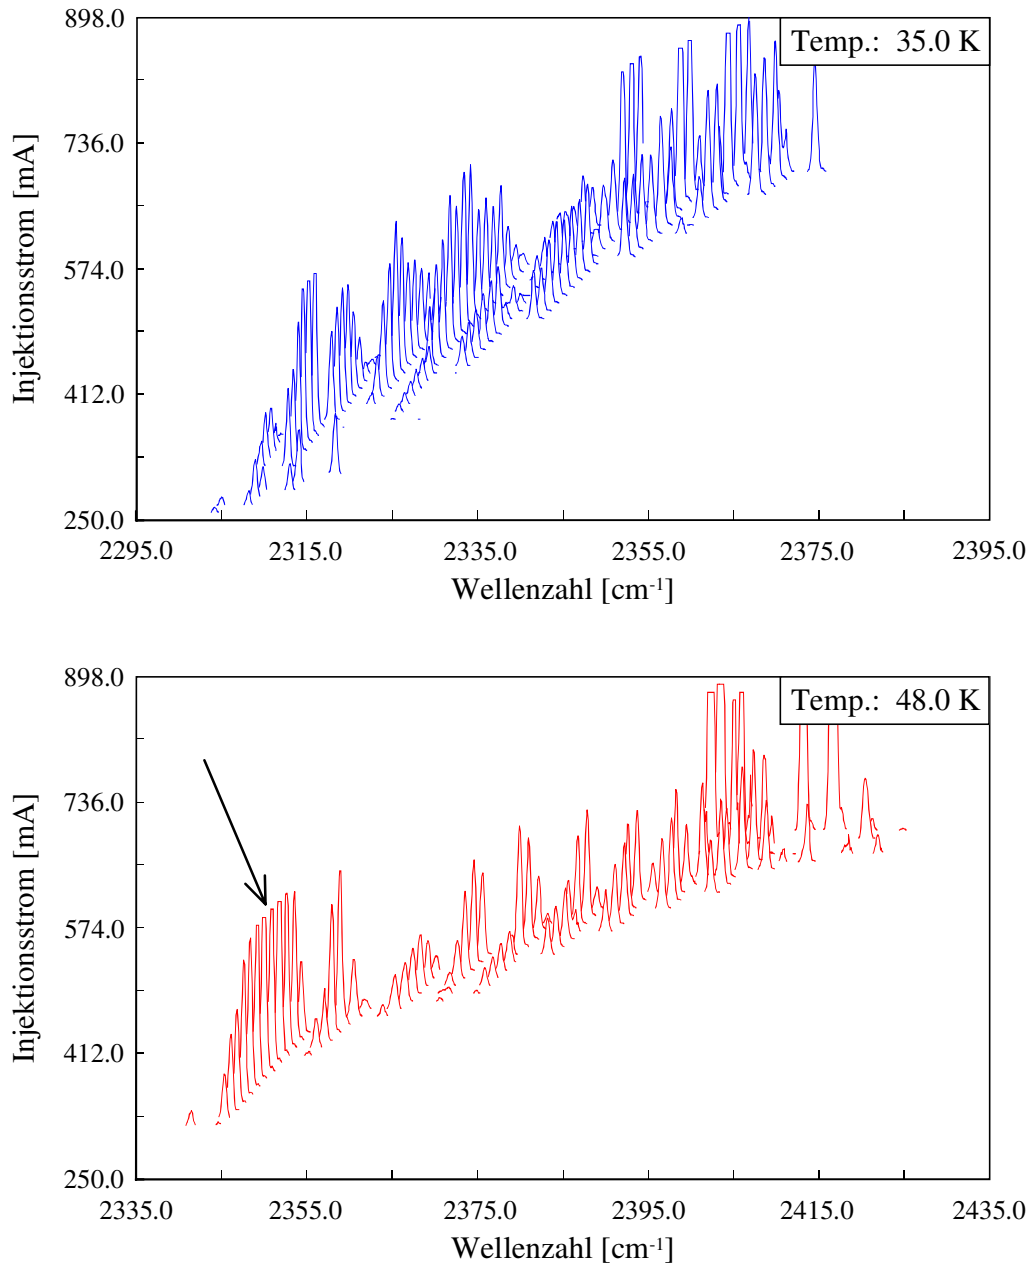 898.0
Temp.: 35.0 K
736.0
574.0
412.0
250.0
Injektionsstrom [mA]
2295.0 2315.0 2335.0 2355.0 2375.0 2395.0
Wellenzahl [cm-1]
898.0
Temp.: 48.0 K
736.0
574.0
412.0
250.0
Injektionsstrom [mA]
2335.0 2355.0 2375.0 2395.0 2415.0 2435.0
Wellenzahl [cm-1]